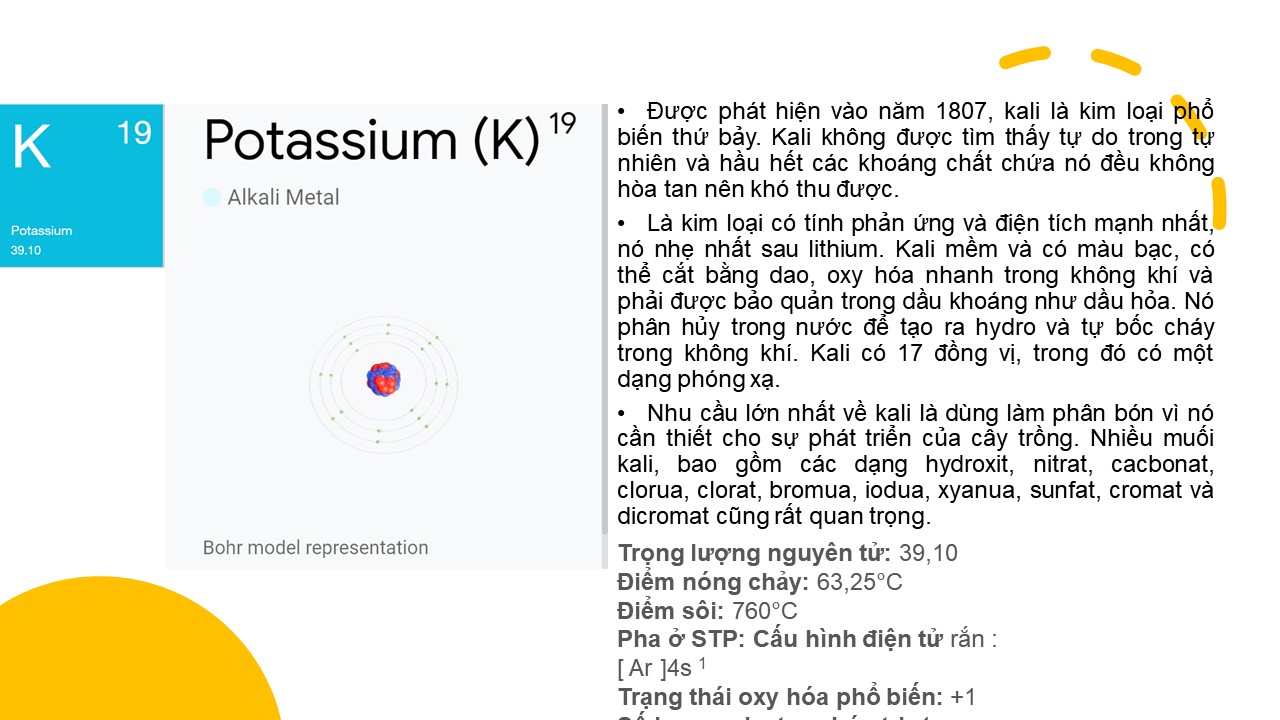 K 19
Potassium
39.10
Potassium (K) 19
Alkali Metal
Bohr model representation
• Được phát hiện vào năm 1807, kali là kim loại phổ
biến thứ bảy. Kali không được tìm thấy tự do trong tự
nhiên và hầu hết các khoáng chất chứa nó đều không
hòa tan nên khó thu được.
• Là kim loại có tính phản ứng và điện tích mạnh nhất,
nó nhẹ nhất sau lithium. Kali mềm và có màu bạc, có
thể cắt bằng dao, oxy hóa nhanh trong không khí và
phải được bảo quản trong dầu khoáng như dầu hỏa. Nó
phân hủy trong nước để tạo ra hydro và tự bốc cháy
trong không khí. Kali có 17 đồng vị, trong đó có một
dạng phóng xạ.
• Nhu cầu lớn nhất về kali là dùng làm phân bón vì nó
cần thiết cho sự phát triển của cây trồng. Nhiều muối
kali, bao gồm các dạng hydroxit, nitrat, cacbonat,
clorua, clorat, bromua, iodua, xyanua, sunfat, cromat và
dicromat cũng rất quan trọng.
Trọng lượng nguyên tử: 39,10
Điểm nóng chảy: 63,25°C
Điểm sôi: 760°C
Pha ở STP: Cấu hình điện tử rắn :
[ Ar ]4s 1
Trạng thái oxy hóa phổ biến: +1